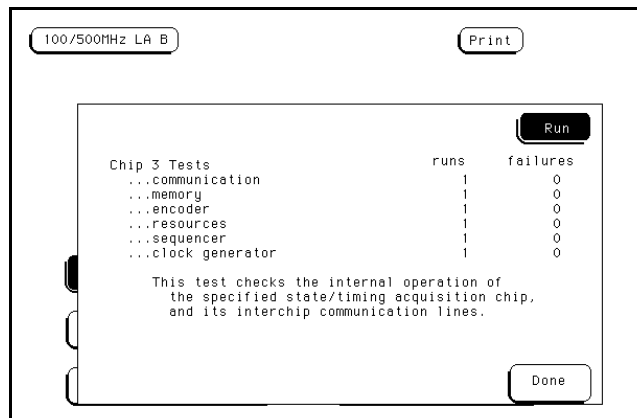 100/500MHz LA B
Print
Run
Chip 3 Tests runs failures
...communication 1 0
...memory 1 0
...encoder 1 0
...resources 1 0
...sequencer 1 0
...clock generator 1 0
This test checks the internal operation of
the specified state/timing acquisition chip,
and its interchip communication lines.
Done